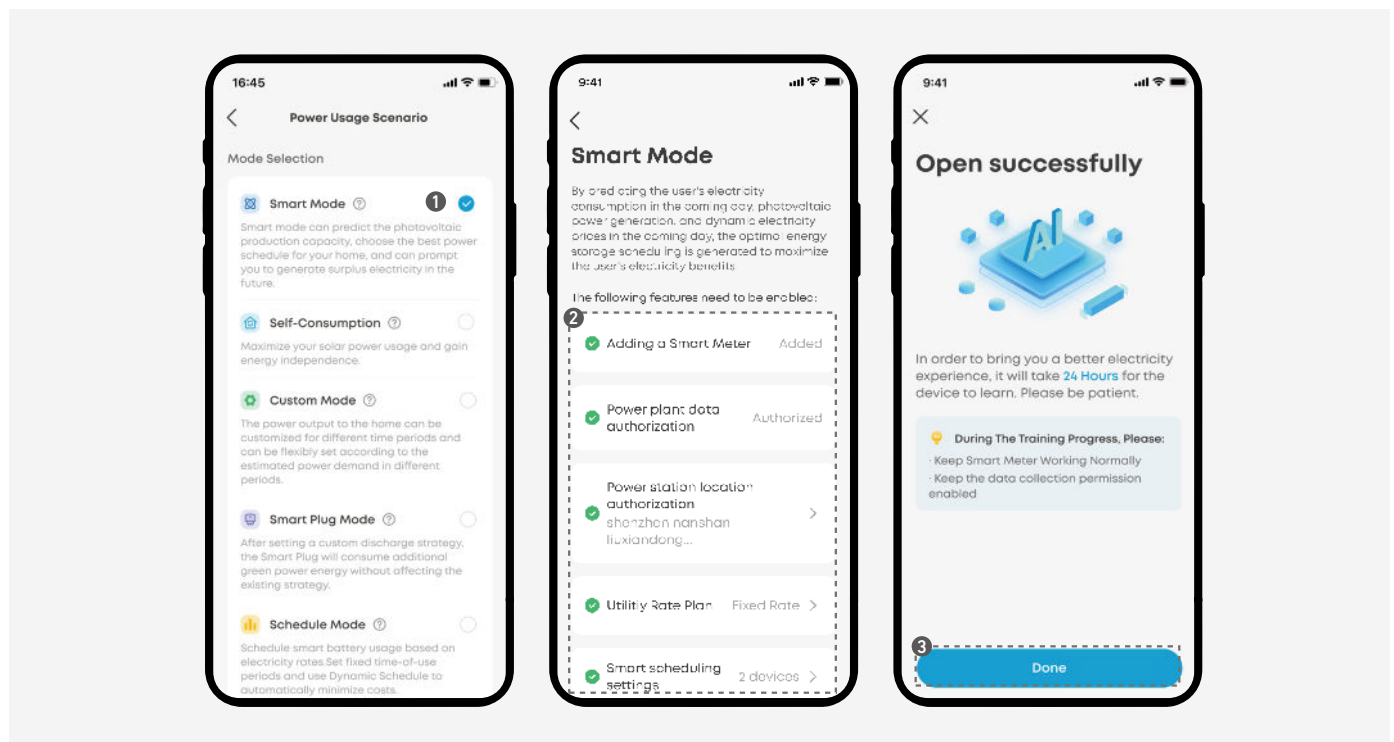 16:45
Power Usage Scenario
Mode Selection
Smart Mode
1
Smart mode can predict the photovoltaic
production capacity, choose the best power
schedule for your home, and can prompt
you to generate surplus electricity in the
future.
Self-Consumption
Maximize your solar power usage and gain
energy independence.
Custom Mode
The power output to the home can be
customized for different time periods and
can be flexibly set according to the
estimated power demand in different
periods.
Smart Plug Mode
After setting a custom discharge strategy,
the Smart Plug will consume additional
green power energy without affecting the
existing strategy.
Schedule Mode
Schedule smart battery usage based on
electricity rates.Set fixed time-of-use
periods and use Dynamic Schedule to
automatically minimize costs.
9:41
Smart Mode
By predicting the user's electricity
consumption in the coming day, photovoltaic
power generation, and dynamic electricity
prices in the coming day, the optimal energy
storage scheduling is generated to maximize
the user's electricity benefits
The following features need to be enabled:
2
Adding a Smart Meter Added
Power plant data
authorization
Authorized
Power station location
authorization
shenzhen nanshan
liuxiandong...
Utilitiy Rate Plan Fixed Rate
Smart scheduling
settings
2 devices
9:41
Open successfully
AI
In order to bring you a better electricity
experience, it will take 24 Hours for the
device to learn. Please be patient.
During The Training Progress, Please:
· Keep Smart Meter Working Normally
· Keep the data collection permission
enabled
3
Done